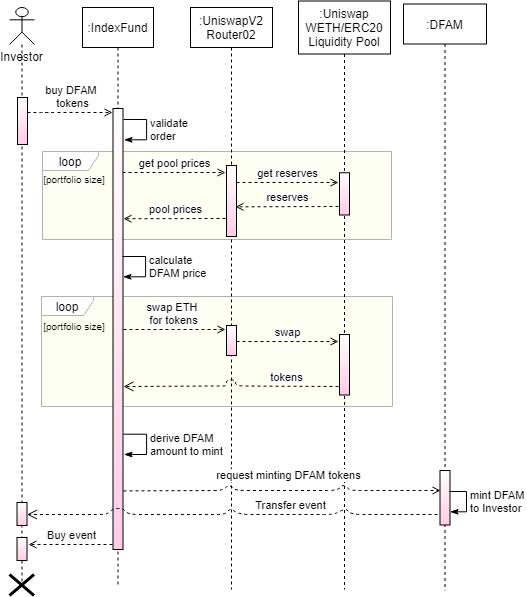 :IndexFund
:UniswapV2
Router02
:Uniswap
WETH/ERC20
Liquidity Pool
:DFAM
Investor
buy DFAM
tokens
validate
order
loop
[portfolio size]
get pool prices
get reserves
reserves
pool prices
calculate
DFAM price
loop
[portfolio size]
swap ETH
for tokens
swap
tokens
derive DFAM
amount to mint
request minting DFAM tokens
mint DFAM
to Investor
Transfer event
Buy event